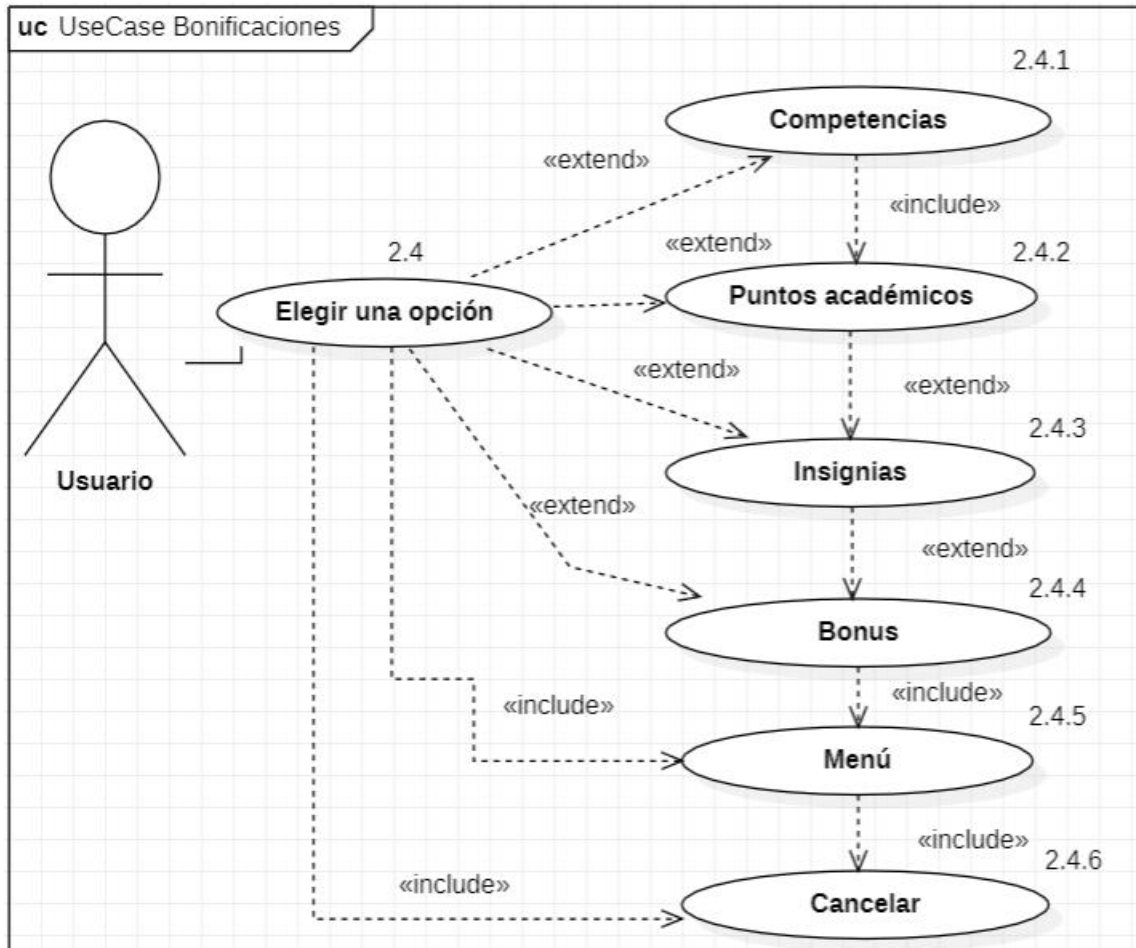 uc UseCase Bonificaciones
2.4.1
Competencias
«extend»
«include»
«extend»
2.4
2.4.2
Elegir una opción
Puntos académicos
«extend»
«extend»
2.4.3
Usuario
Insignias
«extend»
«extend»
2.4.4
Bonus
«include»
«include»
2.4.5
Menú
«include»
2.4.6
«include»
Cancelar